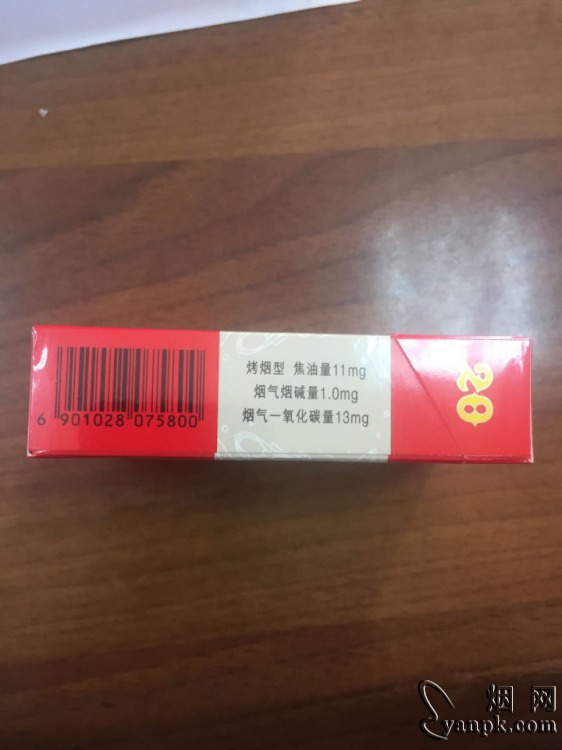 烤烟型 焦油量11mg
烟气烟碱量1.0mg
烟气一氧化碳量13mg
6 901028 075800
20
烟网
yanpk.com